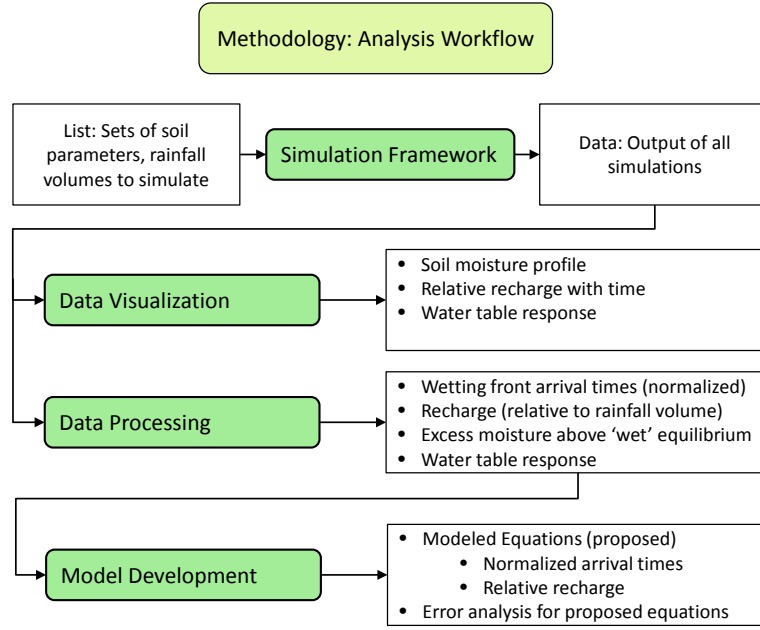 Methodology: Analysis Workflow
List: Sets of soil
parameters, rainfall
volumes to simulate
Simulation Framework
Data: Output of all
simulations
Data Visualization
• Soil moisture profile
• Relative recharge with time
• Water table response
Data Processing
• Wetting front arrival times (normalized)
• Recharge (relative to rainfall volume)
• Excess moisture above ‘wet’ equilibrium
• Water table response
Model Development
• Modeled Equations (proposed)
• Normalized arrival times
• Relative recharge
• Error analysis for proposed equations